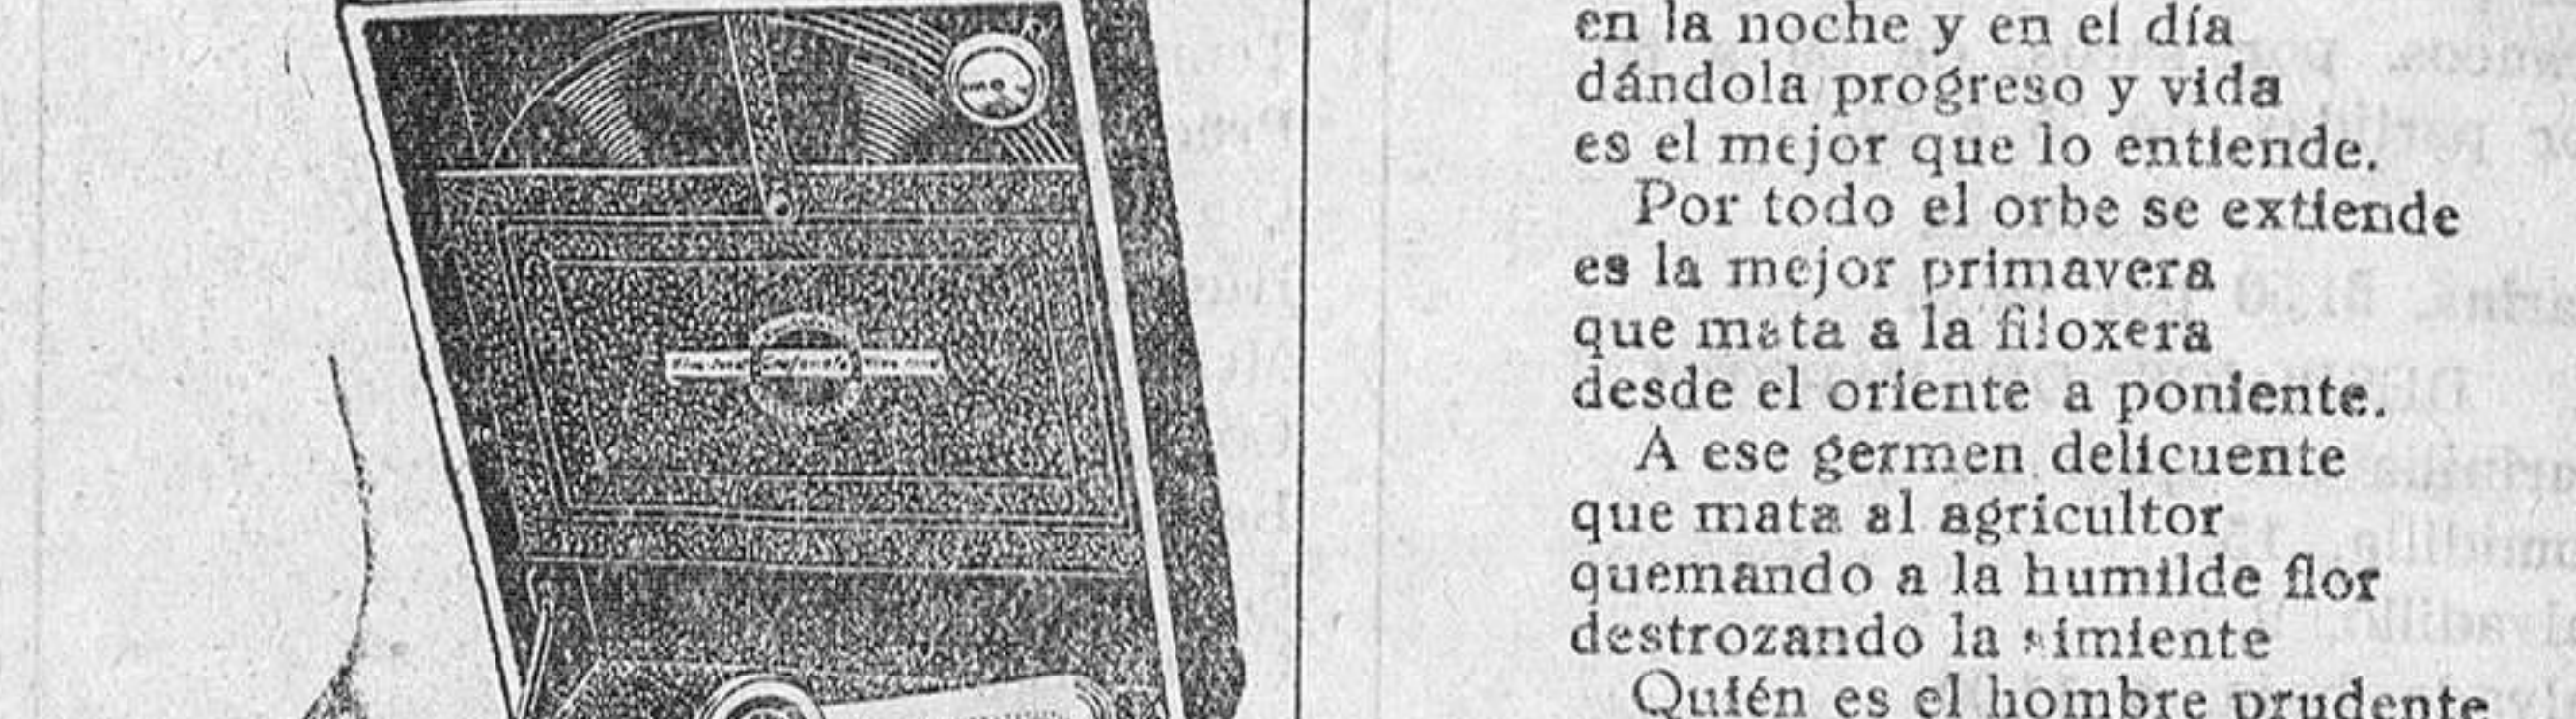 en la noche y en el día
dándola progreso y vida
es el mejor que lo entiende.
Por todo el orbe se extiende
es la mejor primavera
que mata a la filoxera
desde el oriente a poniente.
A ese germen delicuente
que mata al agricultor
quemando a la humilde flor
destrozando la simiente
Quién es el hombre prudente